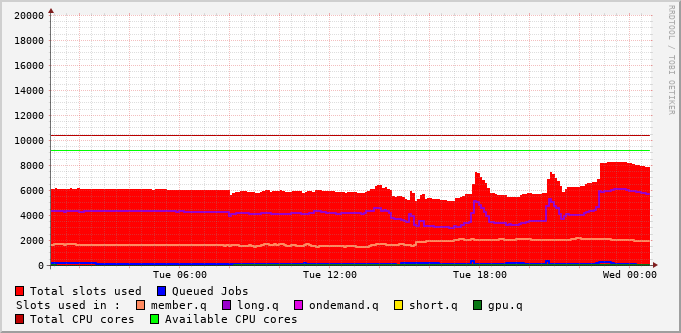 RRDTOOL / TOBI OETIKER
20000
18000
16000
14000
12000
10000
8000
6000
4000
2000
0
Tue 06:00 Tue 12:00 Tue 18:00 Wed 00:00
Total slots used Queued Jobs
Slots used in : member.q long.q ondemand.q short.q gpu.q
Total CPU cores Available CPU cores